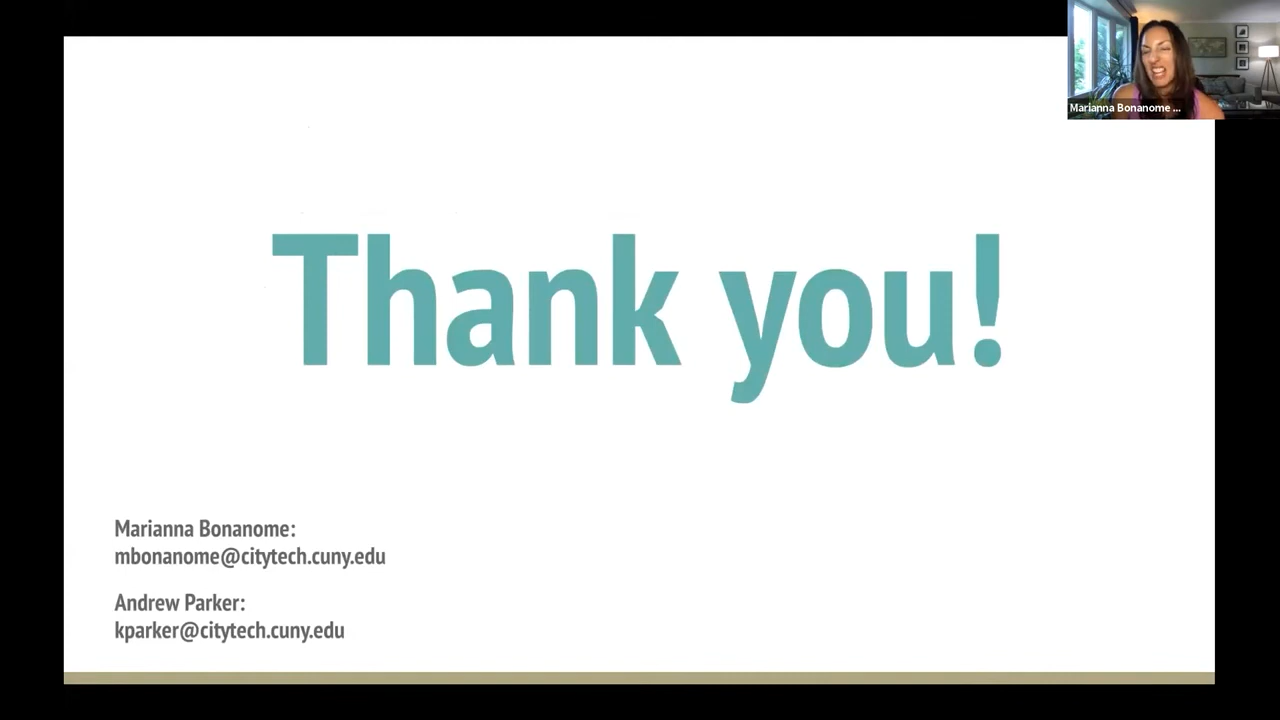 Marianna Bonanome ...
Thank you!
Marianna Bonanome:
mbonanome@citytech.cuny.edu
Andrew Parker:
kparker@citytech.cuny.edu